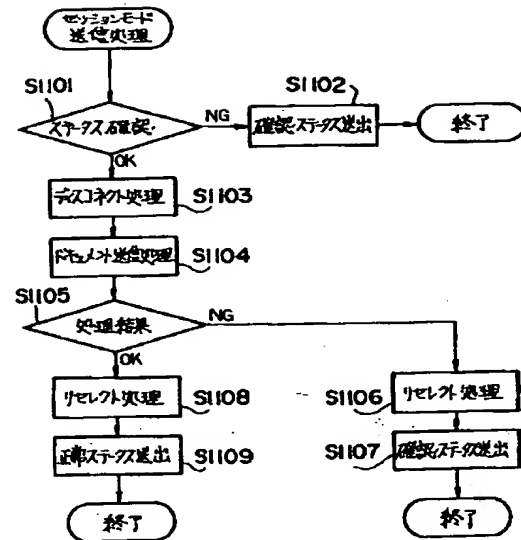 セッションモード
送信処理
S1101
ステータス確認
NG
S1102
確認ステータス送出
終了
OK
ディスコネクト処理
S1103
ドキュメント送信処理
S1104
S1105
処理結果
NG
OK
リセレクト処理
S1108
正常ステータス送出
S1109
終了
S1106
リセレクト処理
S1107
確認ステータス送出
終了